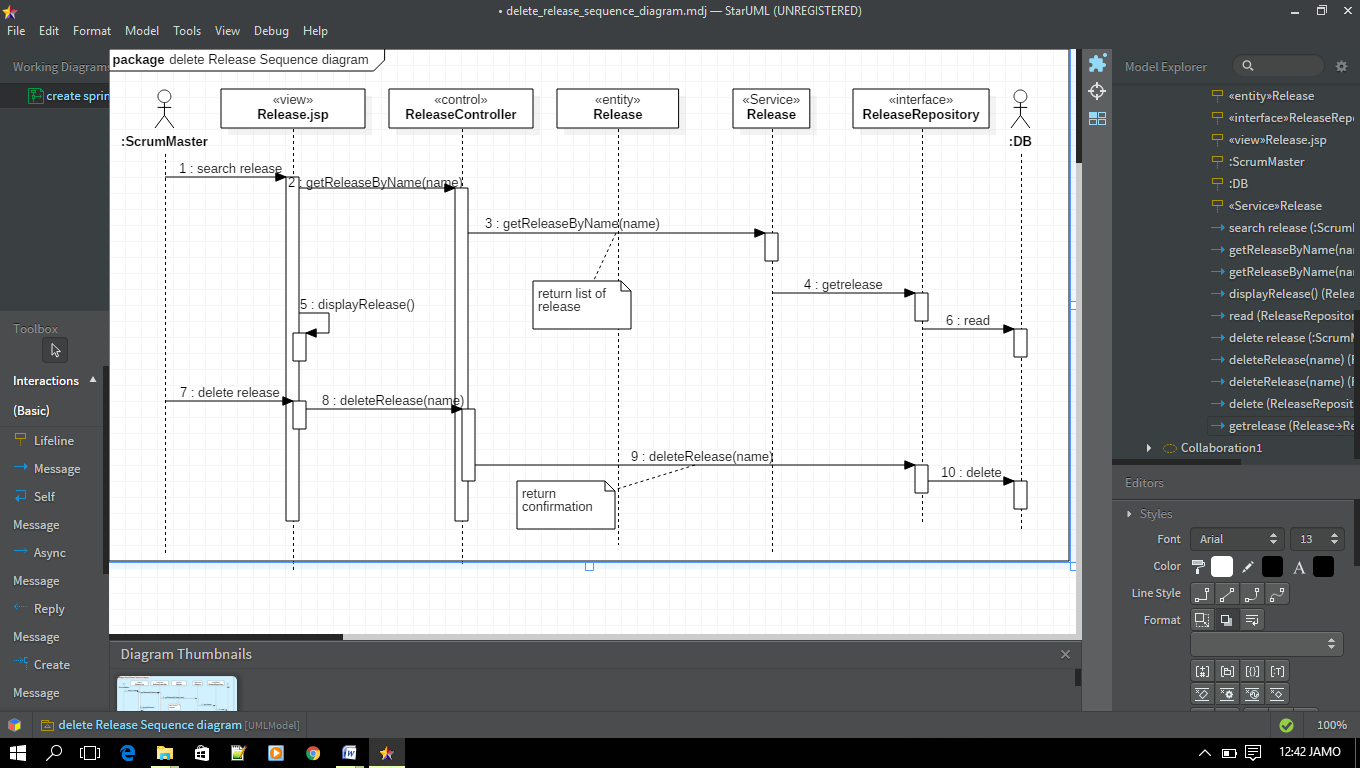 • delete_release_sequence_diagram.mdj — StarUML (UNREGISTERED)
File Edit Format Model Tools View Debug Help
Working Diagrams
create sprin
Toolbox
Interactions
(Basic)
Lifeline
Message
Self
Message
Async
Message
Reply
Message
Create
Message
package delete Release Sequence diagram
:ScrumMaster
«view»
Release.jsp
«control»
ReleaseController
«entity»
Release
«Service»
Release
«interface»
ReleaseRepository
:DB
1 : search release
2 : getReleaseByName(name)
3 : getReleaseByName(name)
return list of
release
4 : getrelease
5 : displayRelease()
6 : read
7 : delete release
8 : deleteRelease(name)
9 : deleteRelease(name)
10 : delete
return
confirmation
Diagram Thumbnails
Model Explorer
«entity»Release
«interface»ReleaseRepo
«view»Release.jsp
:ScrumMaster
:DB
«Service»Release
search release (:Scruml
getReleaseByName(nar
getReleaseByName(nar
displayRelease() (Relea
read (ReleaseRepositor
delete release (:ScrumM
deleteRelease(name) (R
deleteRelease(name) (R
delete (ReleaseReposit
getrelease (Release→Re
Collaboration1
Editors
Styles
Font Arial 13
Color A
Line Style
Format
delete Release Sequence diagram [UMLModel]
100%
12:42 JAMO